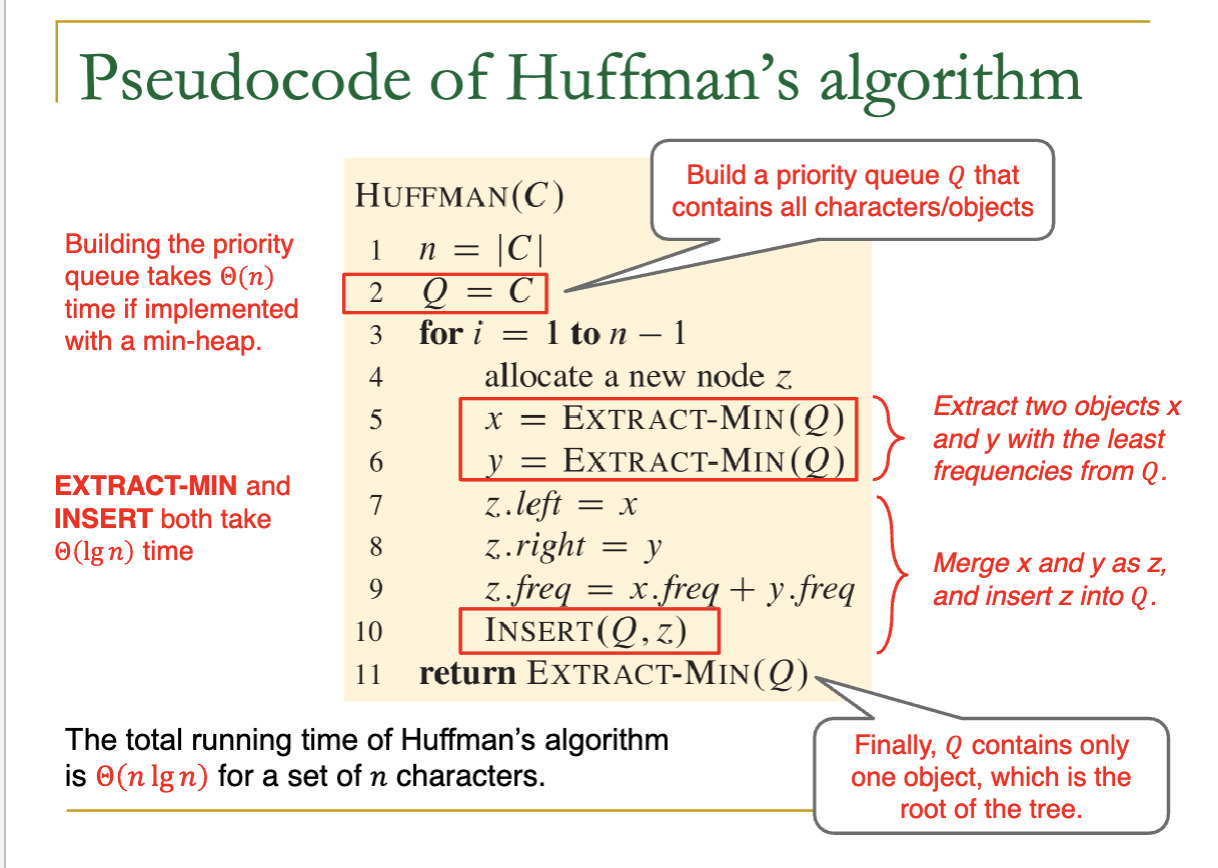 Pseudocode of Huffman's algorithm
Build a priority queue Q that
contains all characters/objects
Building the priority
queue takes Θ(n)
time if implemented
with a min-heap.
EXTRACT-MIN and
INSERT both take
Θ(lg n) time
HUFFMAN(C)
1 n = |C|
2 Q = C
3 for i = 1 to n − 1
4 allocate a new node z
5 x = EXTRACT-MIN(Q)
6 y = EXTRACT-MIN(Q)
7 z.left = x
8 z.right = y
9 z.freq = x.freq + y.freq
10 INSERT(Q, z)
11 return EXTRACT-MIN(Q)
Extract two objects x
and y with the least
frequencies from Q.
Merge x and y as z,
and insert z into Q.
The total running time of Huffman's algorithm
is Θ(n lg n) for a set of n characters.
Finally, Q contains only
one object, which is the
root of the tree.